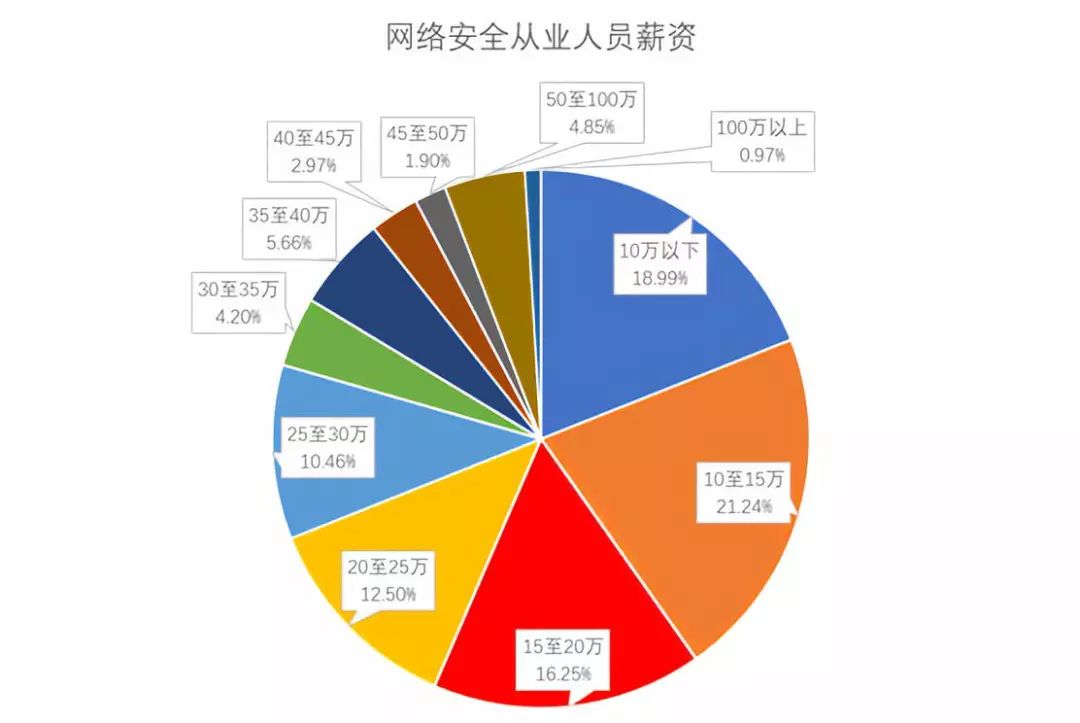 网络安全从业人员薪资
50至100万
4.85%
100万以上
0.97%
45至50万
1.90%
40至45万
2.97%
35至40万
5.66%
10万以下
18.99%
30至35万
4.20%
25至30万
10.46%
10至15万
21.24%
20至25万
12.50%
15至20万
16.25%